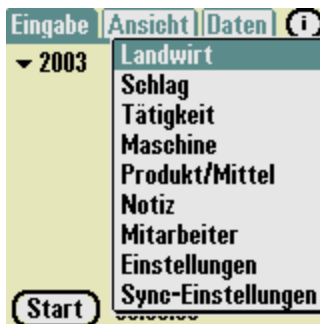 Eingabe Ansicht Daten i
2003
Landwirt
Schlag
Tätigkeit
Maschine
Produkt/Mittel
Notiz
Mitarbeiter
Einstellungen
Sync-Einstellungen
Start